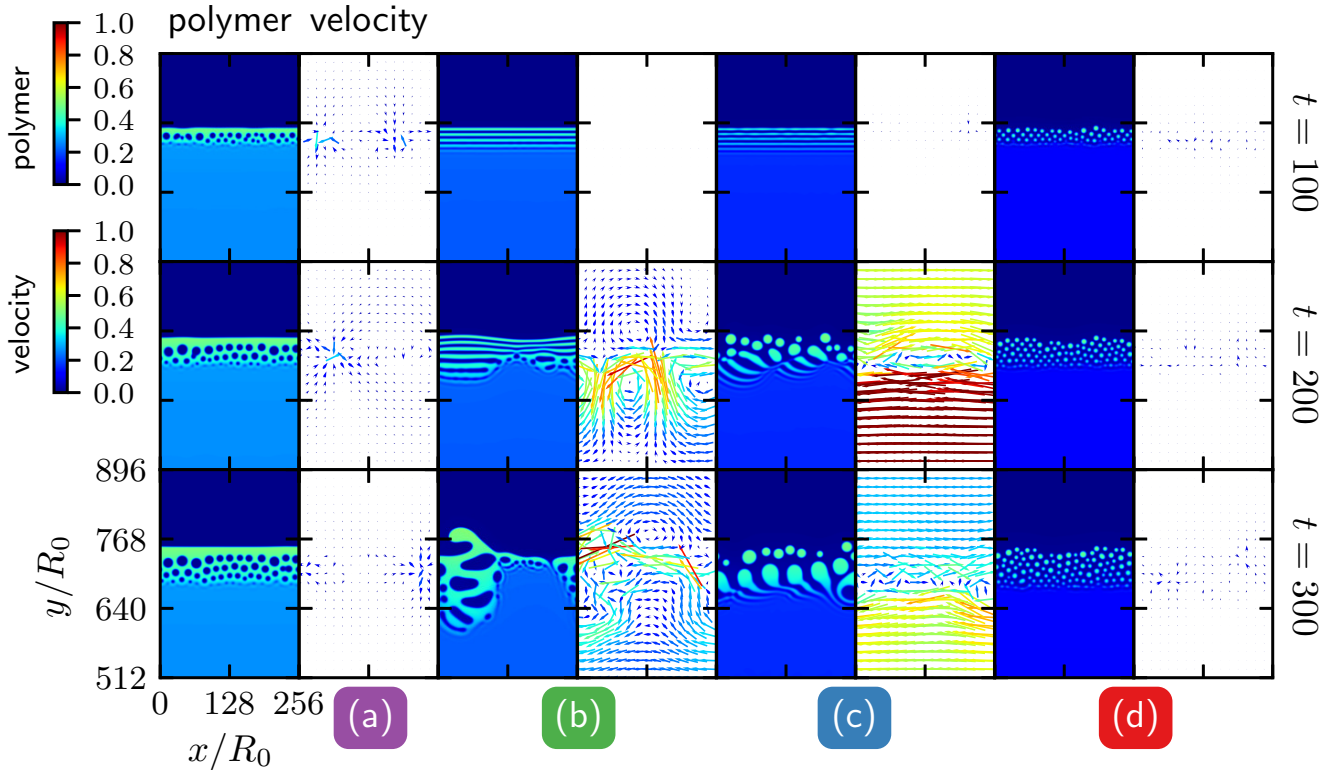 polymer velocity
polymer
1.0
0.8
0.6
0.4
0.2
0.0
t = 100
velocity
1.0
0.8
0.6
0.4
0.2
0.0
t = 200
896
768
640
512
y/R₀
t = 300
0 128 256
x/R₀
(a) (b) (c) (d)